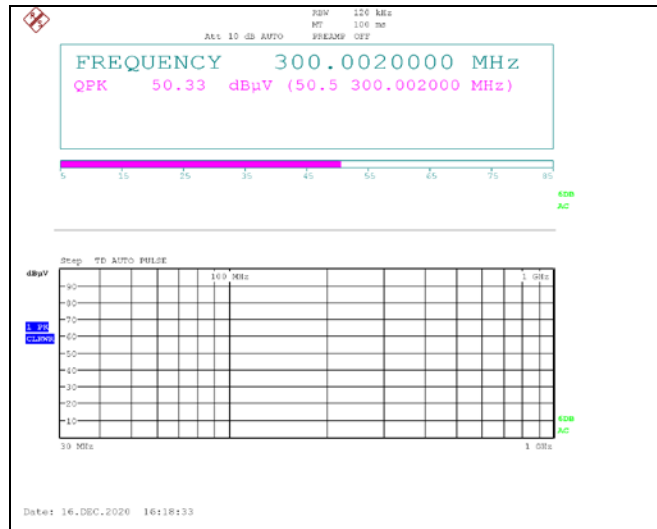 RBW 120 kHz
MT 100 ms
Att 10 dB AUTO PREAMP OFF
FREQUENCY 300.0020000 MHz
QPK 50.33 dBµV (50.5 300.002000 MHz)
5 15 25 35 45 55 65 75 85
6DB
AC
Step TD AUTO PULSE
dBµV
100 MHz 1 GHz
90
80
70
1 PK
CLRWR
60
50
40
30
20
10
6DB
AC
30 MHz 1 GHz
Date: 16.DEC.2020 16:18:33